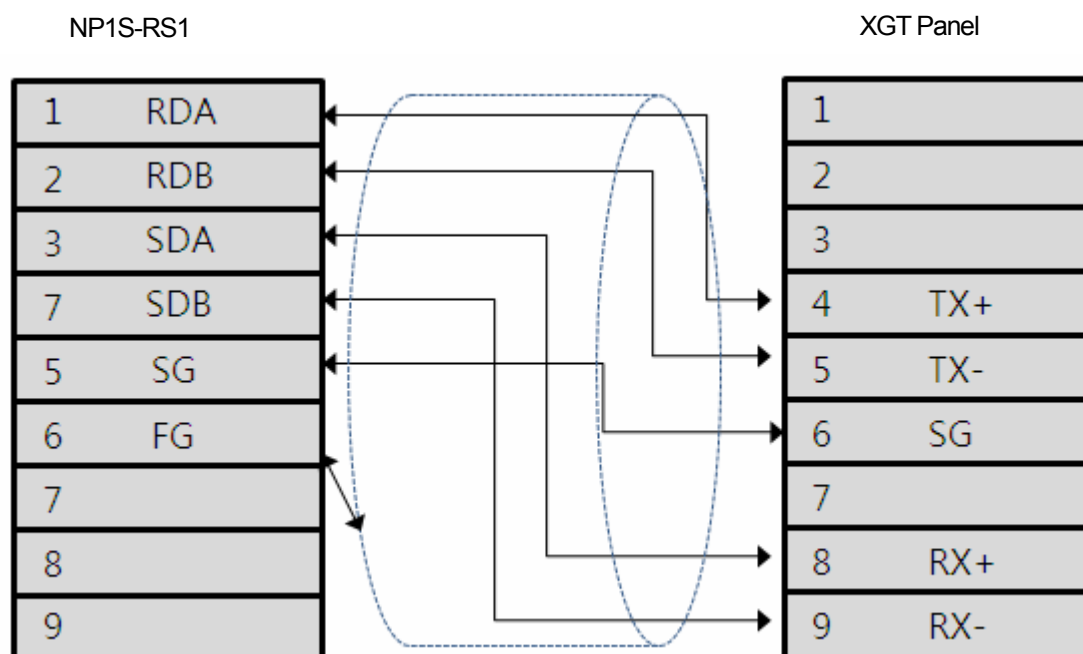 NP1S-RS1
XGT Panel
1 RDA
2 RDB
3 SDA
7 SDB
5 SG
6 FG
7
8
9
1
2
3
4 TX+
5 TX-
6 SG
7
8 RX+
9 RX-